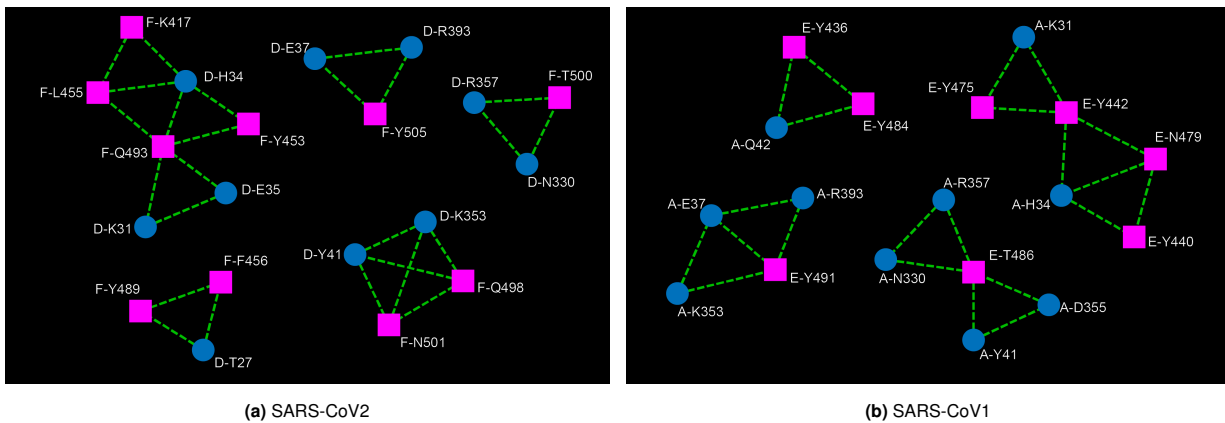 F-K417
D-H34
F-L455
F-Y453
F-Q493
D-E35
D-K31
D-E37
D-R393
F-Y505
D-R357
F-T500
D-N330
F-F456
F-Y489
D-T27
D-K353
D-Y41
F-Q498
F-N501
(a) SARS-CoV2
E-Y436
E-Y484
A-Q42
A-K31
E-Y475
E-Y442
E-N479
A-H34
E-Y440
A-E37
A-R393
E-Y491
A-K353
A-R357
E-T486
A-N330
A-D355
A-Y41
(b) SARS-CoV1